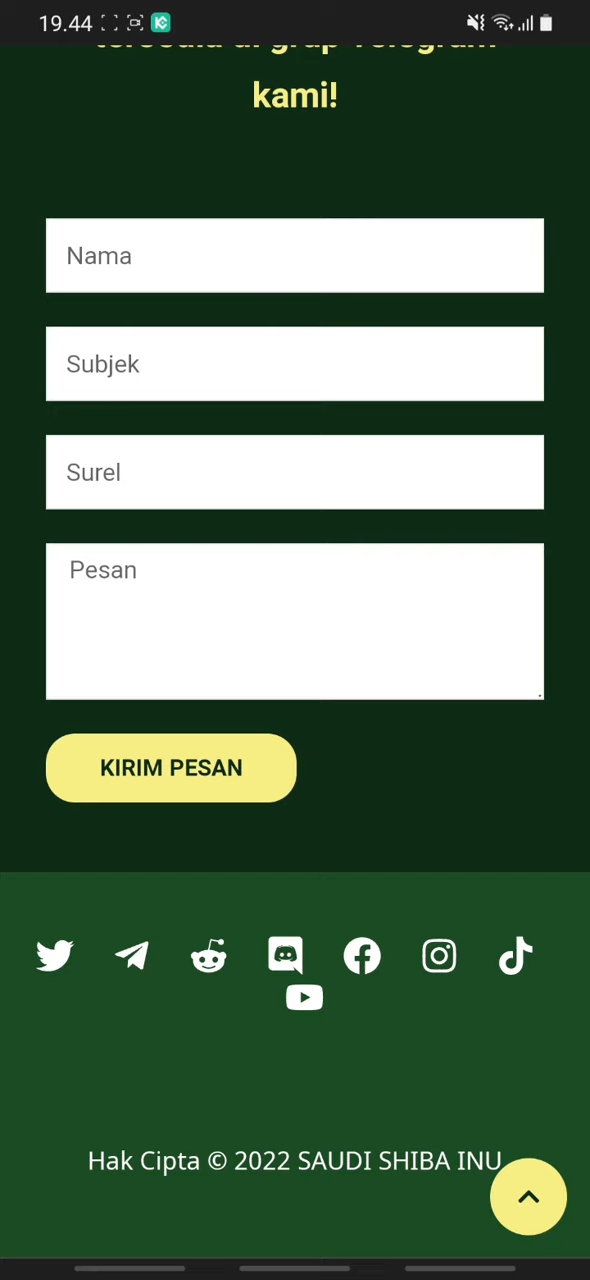 19.44
kami!
Nama
Subjek
Surel
Pesan
KIRIM PESAN
Hak Cipta © 2022 SAUDI SHIBA INU